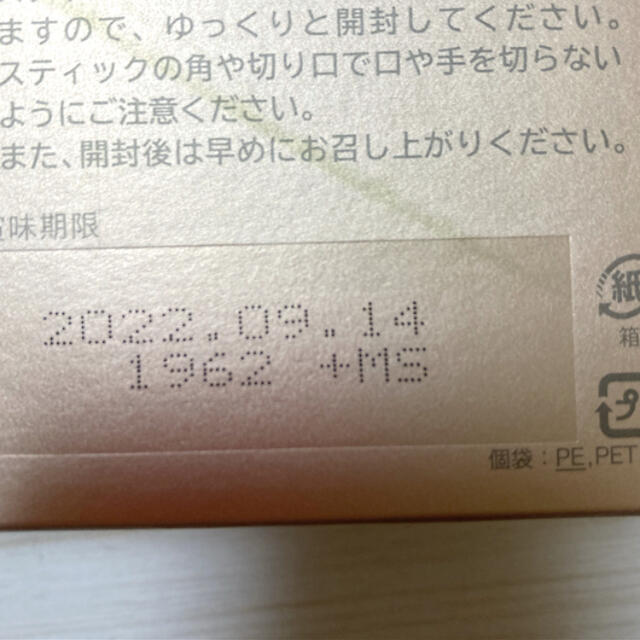 ますので、ゆっくりと開封してください。
スティックの角や切り口で口や手を切らない
ようにご注意ください。
また、開封後は早めにお召し上がりください。
賞味期限
2022.09.14
1962 +MS
紙
箱
個袋：PE,PET